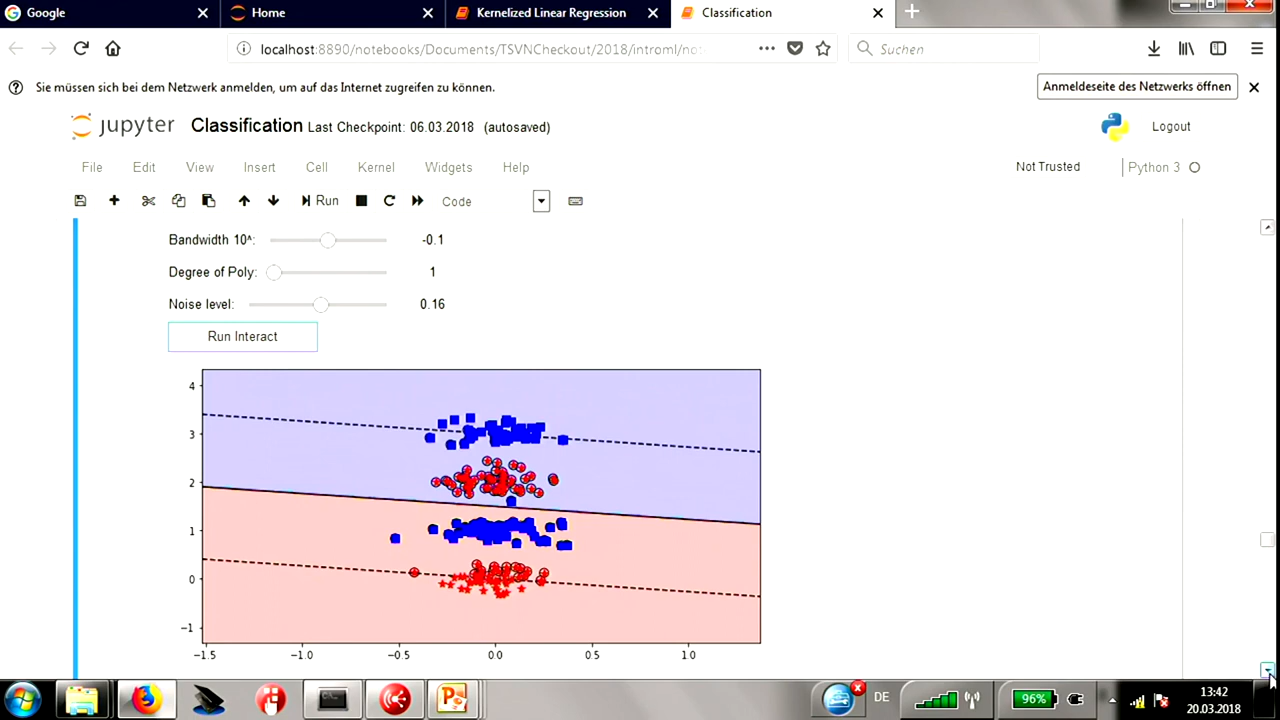 Google
Home
Kernelized Linear Regression
Classification
localhost:8890/notebooks/Documents/TSVNCheckout/2018/introml/no
Suchen
Sie müssen sich bei dem Netzwerk anmelden, um auf das Internet zugreifen zu können.
Anmeldeseite des Netzwerks öffnen
jupyter Classification Last Checkpoint: 06.03.2018 (autosaved)
Logout
File Edit View Insert Cell Kernel Widgets Help
Not Trusted
Python 3
Run
Code
Bandwidth 10^: -0.1
Degree of Poly: 1
Noise level: 0.16
Run Interact
4
3
2
1
0
−1
−1.5 −1.0 −0.5 0.0 0.5 1.0
DE
96%
13:42
20.03.2018